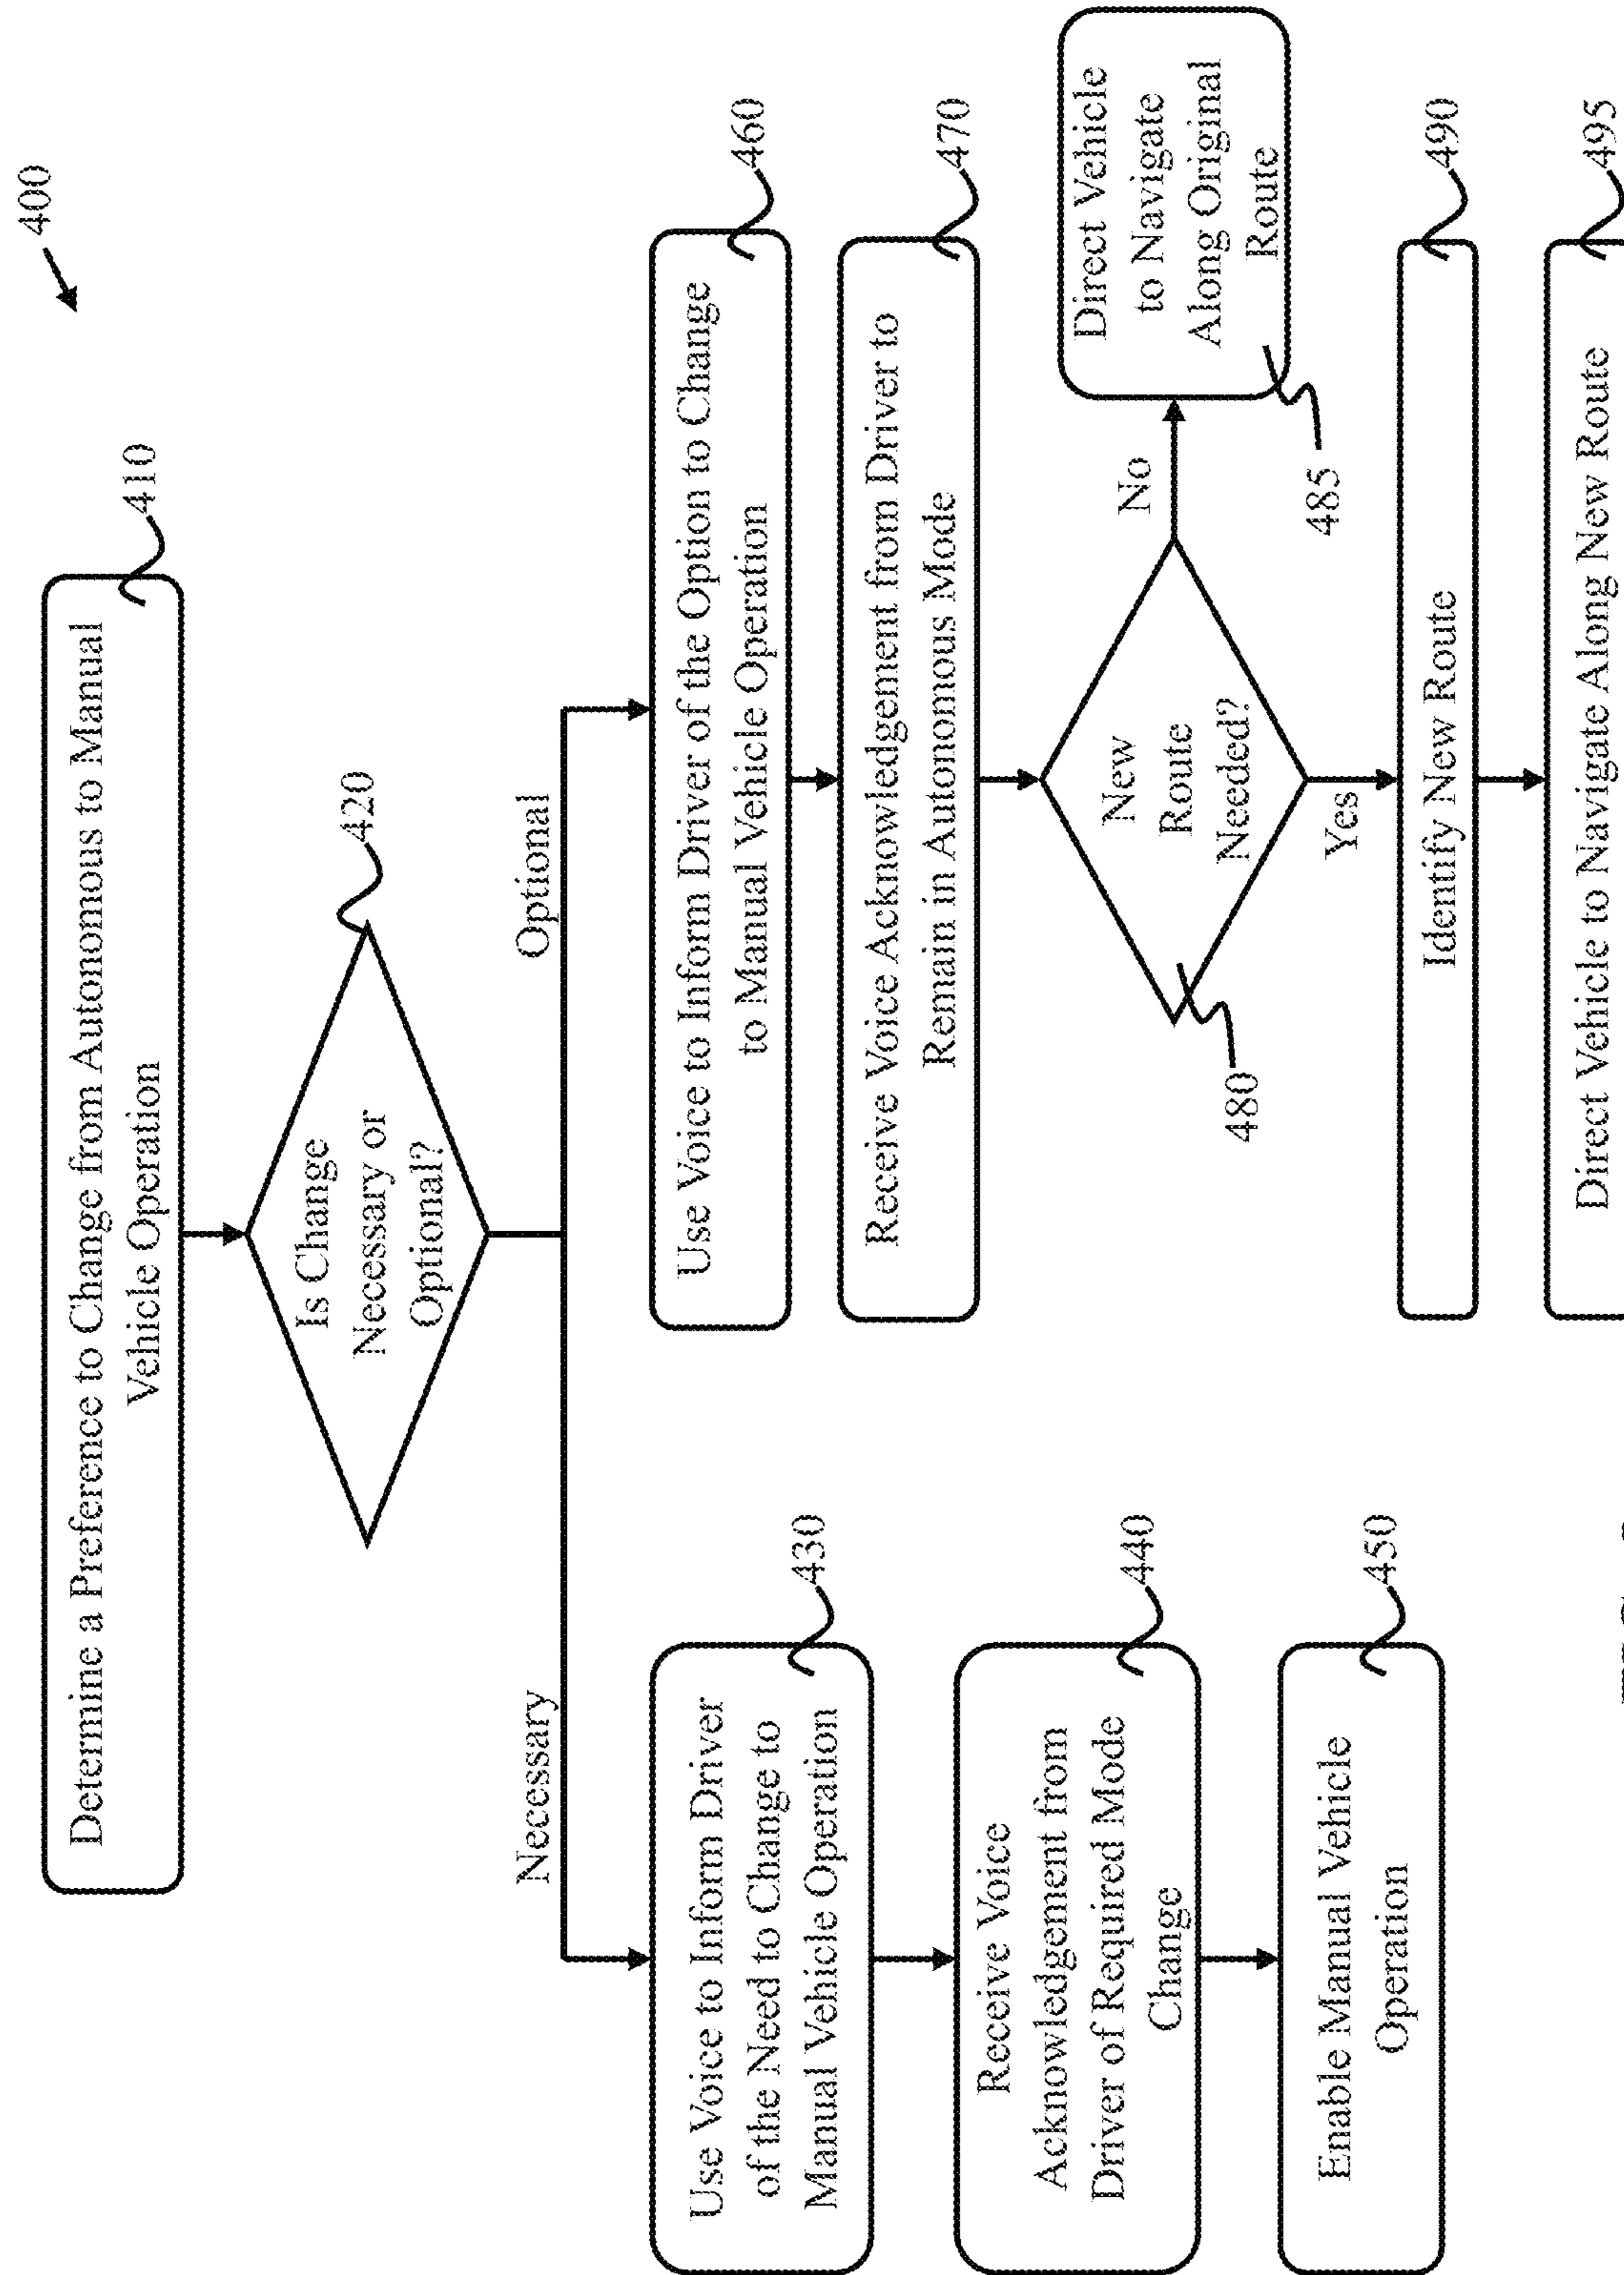 400
Determine a Preference to Change from Autonomous to Manual
Vehicle Operation
410
Is Change
Necessary or
Optional?
420
Necessary
Optional
Use Voice to Inform Driver
of the Need to Change to
Manual Vehicle Operation
430
Receive Voice
Acknowledgement from
Driver of Required Mode
Change
440
Enable Manual Vehicle
Operation
450
Use Voice to Inform Driver of the Option to Change
to Manual Vehicle Operation
460
Receive Voice Acknowledgement from Driver to
Remain in Autonomous Mode
470
New
Route
Needed?
480
No
Direct Vehicle
to Navigate
Along Original
Route
485
Yes
Identify New Route
490
Direct Vehicle to Navigate Along New Route
495